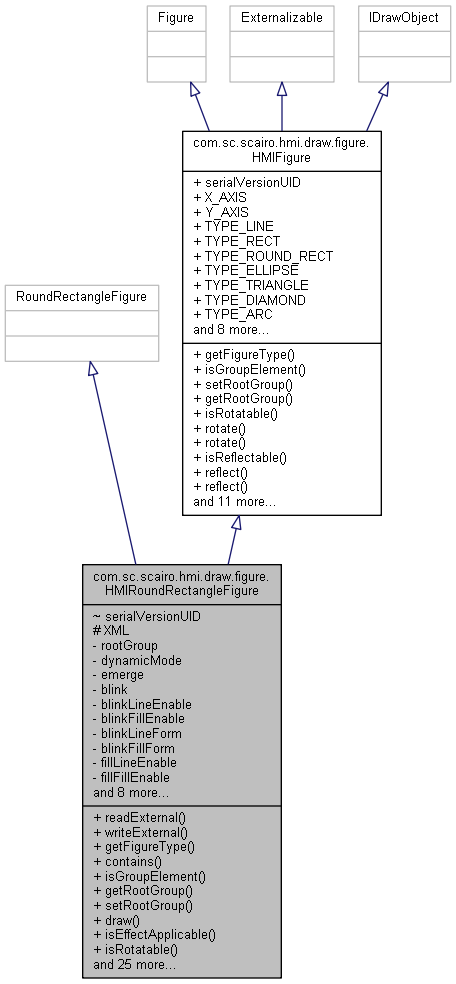 Figure
Externalizable
IDrawObject
com.sc.scairo.hmi.draw.figure.
HMIFigure
+ serialVersionUID
+ X_AXIS
+ Y_AXIS
+ TYPE_LINE
+ TYPE_RECT
+ TYPE_ROUND_RECT
+ TYPE_ELLIPSE
+ TYPE_TRIANGLE
+ TYPE_DIAMOND
+ TYPE_ARC
and 8 more...
+ getFigureType()
+ isGroupElement()
+ setRootGroup()
+ getRootGroup()
+ isRotatable()
+ rotate()
+ rotate()
+ isReflectable()
+ reflect()
+ reflect()
and 11 more...
RoundRectangleFigure
com.sc.scairo.hmi.draw.figure.
HMIRoundRectangleFigure
~ serialVersionUID
# XML
- rootGroup
- dynamicMode
- emerge
- blink
- blinkLineEnable
- blinkFillEnable
- blinkLineForm
- blinkFillForm
- fillLineEnable
- fillFillEnable
and 8 more...
+ readExternal()
+ writeExternal()
+ getFigureType()
+ contains()
+ isGroupElement()
+ getRootGroup()
+ setRootGroup()
+ draw()
+ isEffectApplicable()
+ isRotatable()
and 25 more...